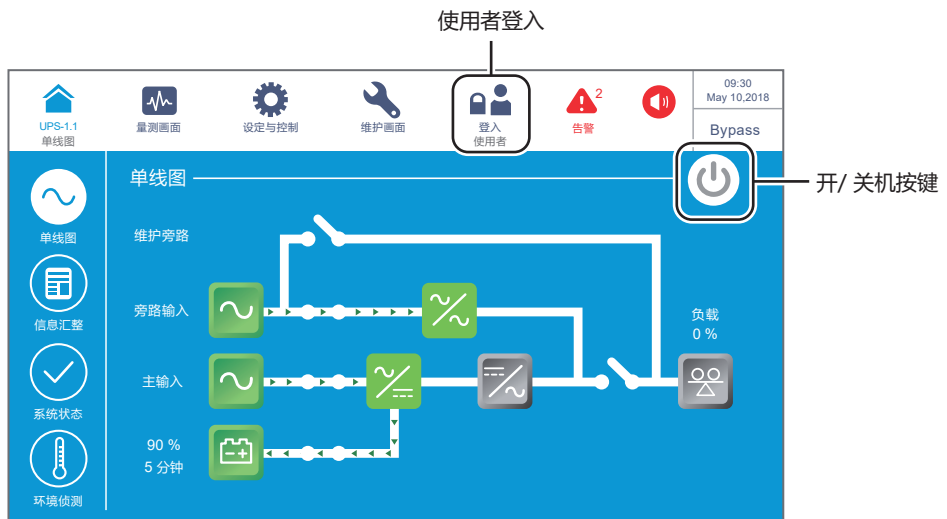 使用者登入
UPS-1.1
单线图
量测画面
设定与控制
维护画面
登入
使用者
2
告警
09:30
May 10,2018
Bypass
单线图
开/ 关机按键
单线图
维护旁路
信息汇整
旁路输入
负载
0 %
主输入
系统状态
90 %
5 分钟
环境侦测